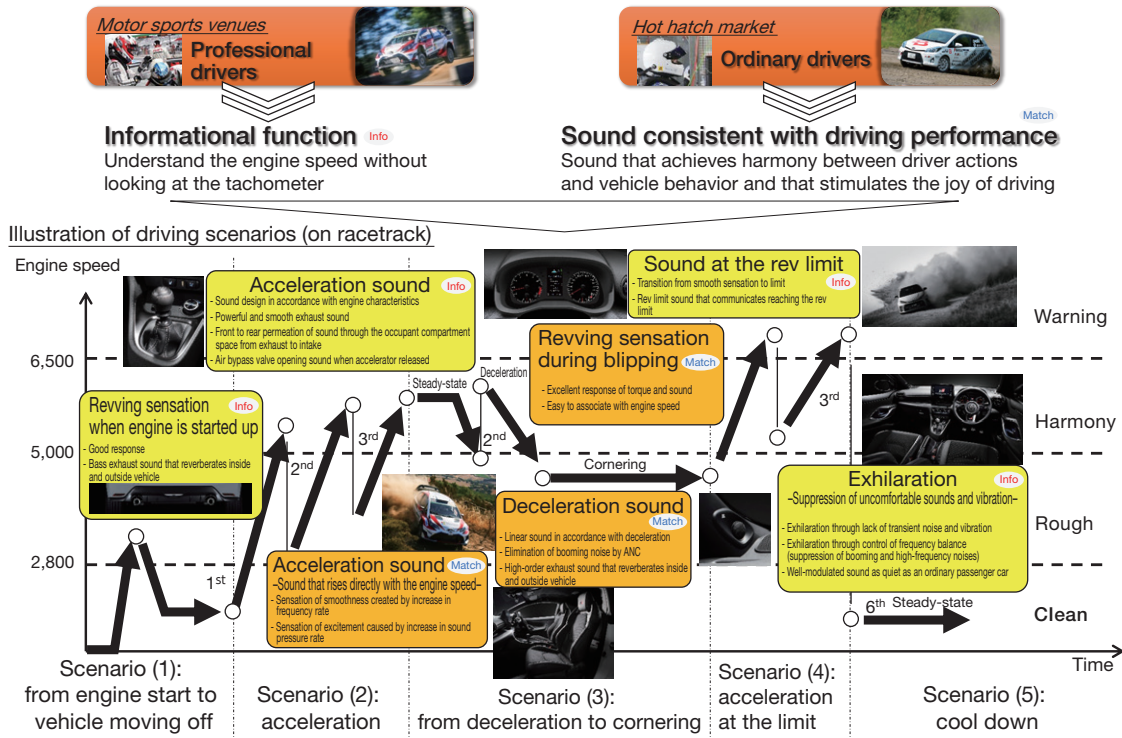 Motor sports venues
Professional
drivers
Hot hatch market
Ordinary drivers
Informational function Info
Understand the engine speed without
looking at the tachometer
Match
Sound consistent with driving performance
Sound that achieves harmony between driver actions
and vehicle behavior and that stimulates the joy of driving
Illustration of driving scenarios (on racetrack)
Engine speed
6,500
5,000
2,800
Acceleration sound Info
- Sound design in accordance with engine characteristics
- Powerful and smooth exhaust sound
- Front to rear permeation of sound through the occupant compartment
space from exhaust to intake
- Air bypass valve opening sound when accelerator released
Sound at the rev limit
Info
- Transition from smooth sensation to limit
- Rev limit sound that communicates reaching the rev
limit
Revving sensation
during blipping Match
- Excellent response of torque and sound
- Easy to associate with engine speed
Revving sensation Info
when engine is started up
- Good response
- Bass exhaust sound that reverberates inside
and outside vehicle
Acceleration sound Match
–Sound that rises directly with the engine speed–
- Sensation of smoothness created by increase in
frequency rate
- Sensation of excitement caused by increase in sound
pressure rate
Deceleration sound
Match
- Linear sound in accordance with deceleration
- Elimination of booming noise by ANC
- High-order exhaust sound that reverberates inside
and outside vehicle
Exhilaration Info
–Suppression of uncomfortable sounds and vibration–
- Exhilaration through lack of transient noise and vibration
- Exhilaration through control of frequency balance
(suppression of booming and high-frequency noises)
- Well-modulated sound as quiet as an ordinary passenger car
1st
2nd
3rd
Steady-state
Deceleration
2nd
Cornering
3rd
6th Steady-state
Warning
Harmony
Rough
Clean
Time
Scenario (1):
from engine start to
vehicle moving off
Scenario (2):
acceleration
Scenario (3):
from deceleration to cornering
Scenario (4):
acceleration
at the limit
Scenario (5):
cool down